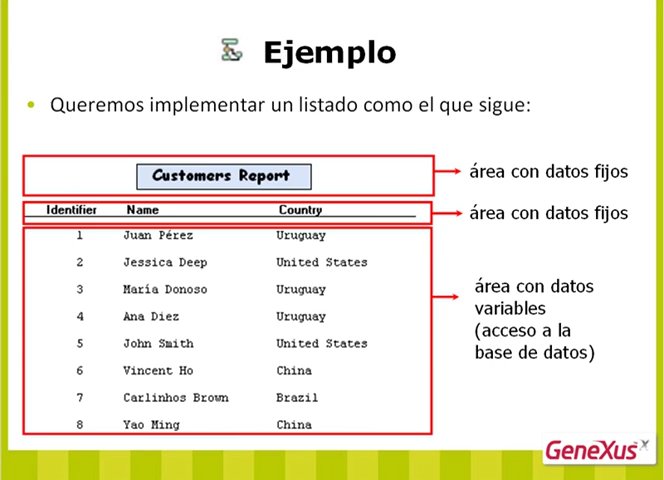 Ejemplo
• Queremos implementar un listado como el que sigue:
Customers Report
área con datos fijos
Identifier Name Country
área con datos fijos
1 Juan Pérez Uruguay
2 Jessica Deep United States
3 María Donoso Uruguay
4 Ana Diez Uruguay
5 John Smith United States
6 Vincent Ho China
7 Carlinhos Brown Brazil
8 Yao Ming China
área con datos
variables
(acceso a la
base de datos)
GeneXus X